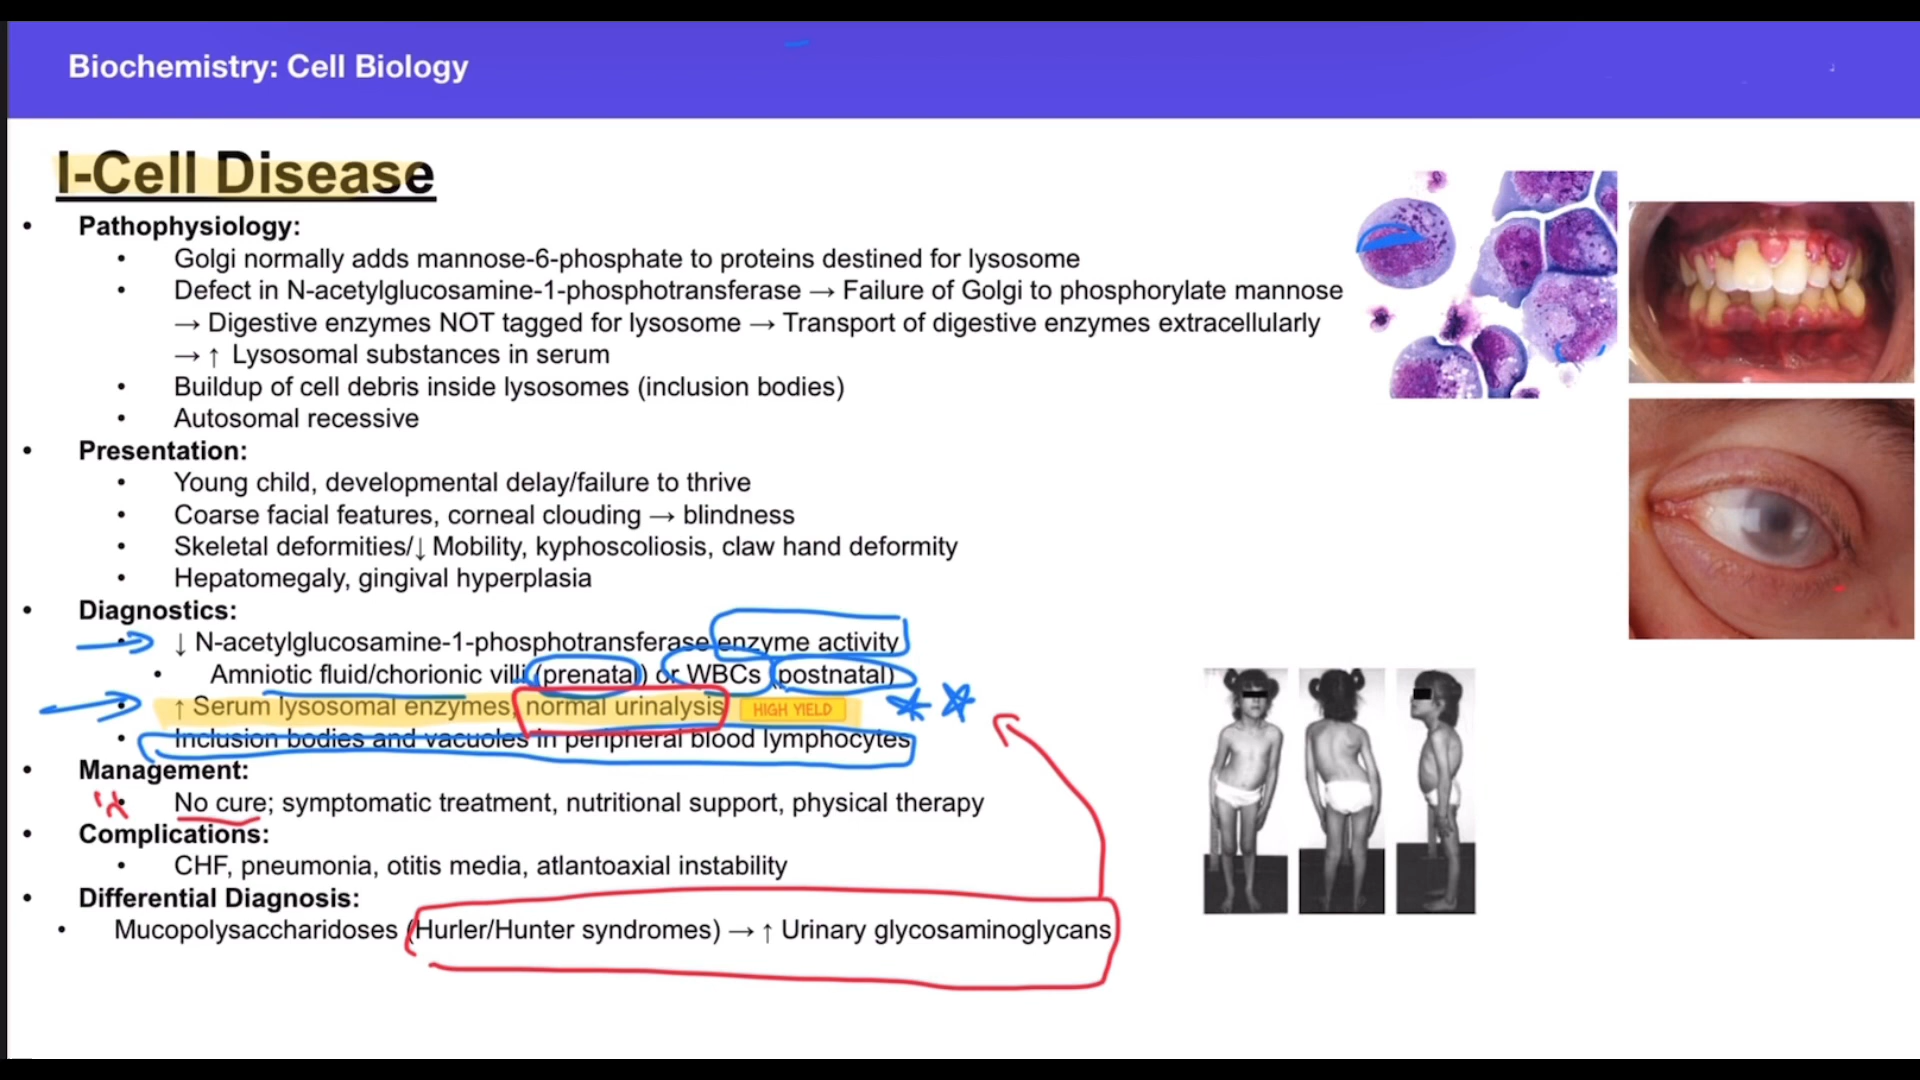 Biochemistry: Cell Biology
I-Cell Disease
• Pathophysiology:
• Golgi normally adds mannose-6-phosphate to proteins destined for lysosome
• Defect in N-acetylglucosamine-1-phosphotransferase → Failure of Golgi to phosphorylate mannose
→ Digestive enzymes NOT tagged for lysosome → Transport of digestive enzymes extracellularly
→ ↑ Lysosomal substances in serum
• Buildup of cell debris inside lysosomes (inclusion bodies)
• Autosomal recessive
• Presentation:
• Young child, developmental delay/failure to thrive
• Coarse facial features, corneal clouding → blindness
• Skeletal deformities/↓ Mobility, kyphoscoliosis, claw hand deformity
• Hepatomegaly, gingival hyperplasia
• Diagnostics:
• ↓ N-acetylglucosamine-1-phosphotransferase enzyme activity
• Amniotic fluid/chorionic villi (prenatal) or WBCs (postnatal)
• ↑ Serum lysosomal enzymes, normal urinalysis HIGH YIELD
• Inclusion bodies and vacuoles in peripheral blood lymphocytes
• Management:
• No cure; symptomatic treatment, nutritional support, physical therapy
• Complications:
• CHF, pneumonia, otitis media, atlantoaxial instability
• Differential Diagnosis:
• Mucopolysaccharidoses (Hurler/Hunter syndromes) → ↑ Urinary glycosaminoglycans